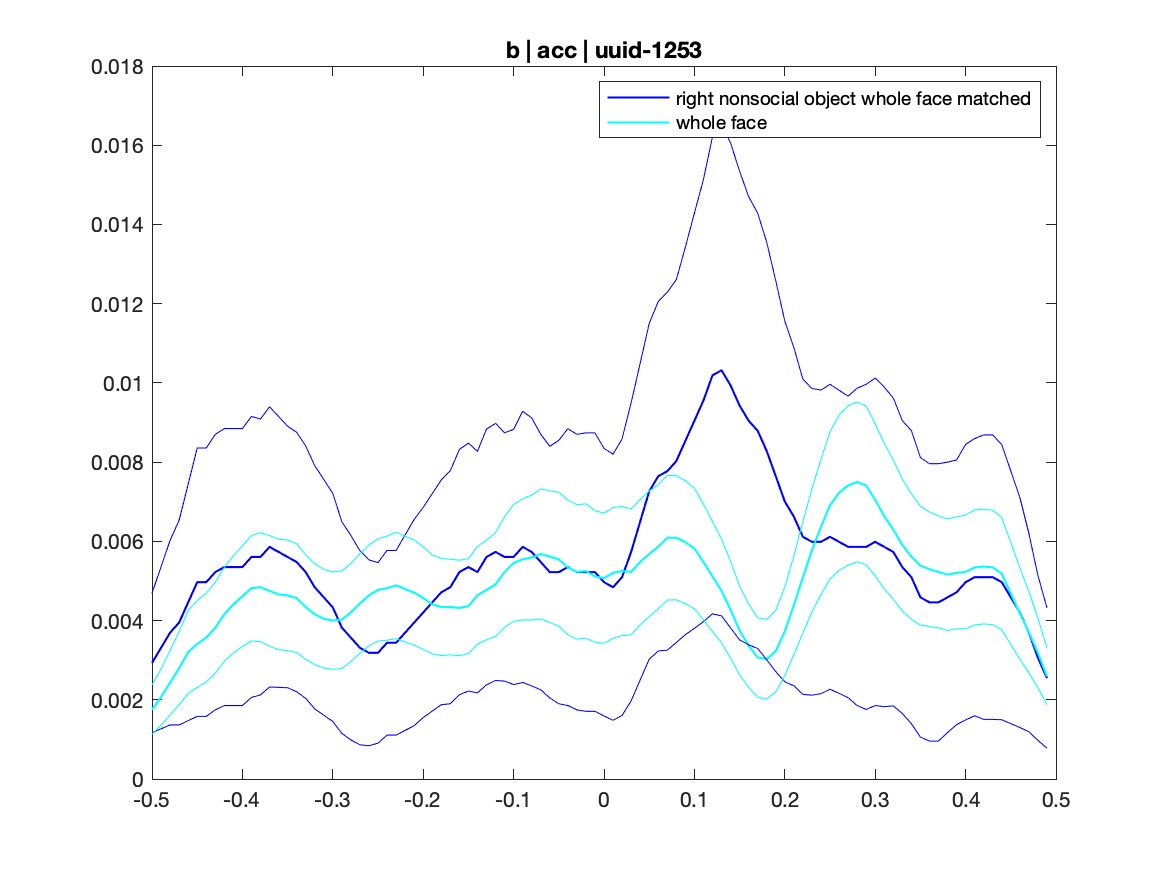 b | acc | uuid-1253
right nonsocial object whole face matched
whole face
0.018
0.016
0.014
0.012
0.01
0.008
0.006
0.004
0.002
0
-0.5 -0.4 -0.3 -0.2 -0.1 0 0.1 0.2 0.3 0.4 0.5